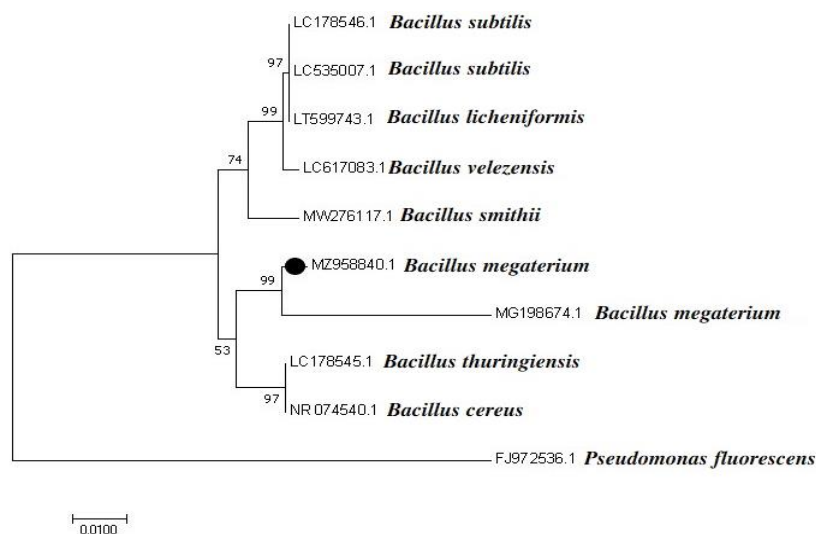 LC178546.1 Bacillus subtilis
97
LC535007.1 Bacillus subtilis
99
LT599743.1 Bacillus licheniformis
74
LC617083.1 Bacillus velezensis
MW276117.1 Bacillus smithii
MZ958840.1 Bacillus megaterium
99
MG198674.1 Bacillus megaterium
53
LC178545.1 Bacillus thuringiensis
97
NR 074540.1 Bacillus cereus
FJ972536.1 Pseudomonas fluorescens
0.0100